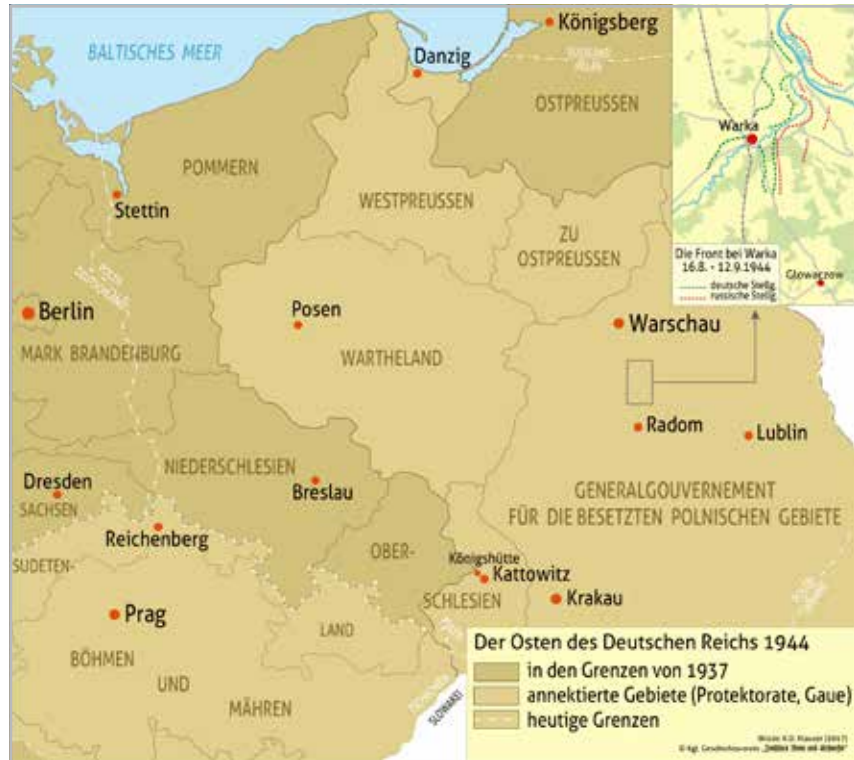 BALTISCHES MEER
Königsberg
Danzig
OSTPREUSSEN
POMMERN
Stettin
WESTPREUSSEN
ZU
OSTPREUSSEN
Warka
Die Front bei Warka
16.8. - 12.9.1944
deutsche Stellg.
russische Stellg.
Glowaczow
Berlin
MARK BRANDENBURG
Posen
WARTHELAND
Warschau
Radom
Lublin
NIEDERSCHLESIEN
Breslau
Dresden
SACHSEN
Reichenberg
GENERALGOUVERNEMENT
FÜR DIE BESETZTEN POLNISCHEN GEBIETE
SUDETEN-
OBER-
Königshütte
Kattowitz
SCHLESIEN
Krakau
Prag
LAND
BÖHMEN
UND
MÄHREN
SLOWAKEI
Der Osten des Deutschen Reichs 1944
in den Grenzen von 1937
annektierte Gebiete (Protektorate, Gaue)
heutige Grenzen